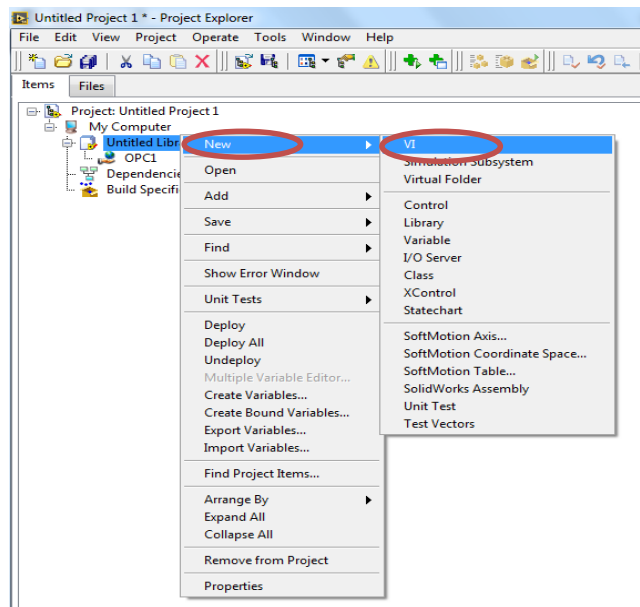 Untitled Project 1 * - Project Explorer
File Edit View Project Operate Tools Window Help
Items Files
Project: Untitled Project 1
My Computer
Untitled Libr
OPC1
Dependencie
Build Specifi
New
Open
Add
Save
Find
Show Error Window
Unit Tests
Deploy
Deploy All
Undeploy
Multiple Variable Editor...
Create Variables...
Create Bound Variables...
Export Variables...
Import Variables...
Find Project Items...
Arrange By
Expand All
Collapse All
Remove from Project
Properties
VI
Simulation Subsystem
Virtual Folder
Control
Library
Variable
I/O Server
Class
XControl
Statechart
SoftMotion Axis...
SoftMotion Coordinate Space...
SoftMotion Table...
SolidWorks Assembly
Unit Test
Test Vectors